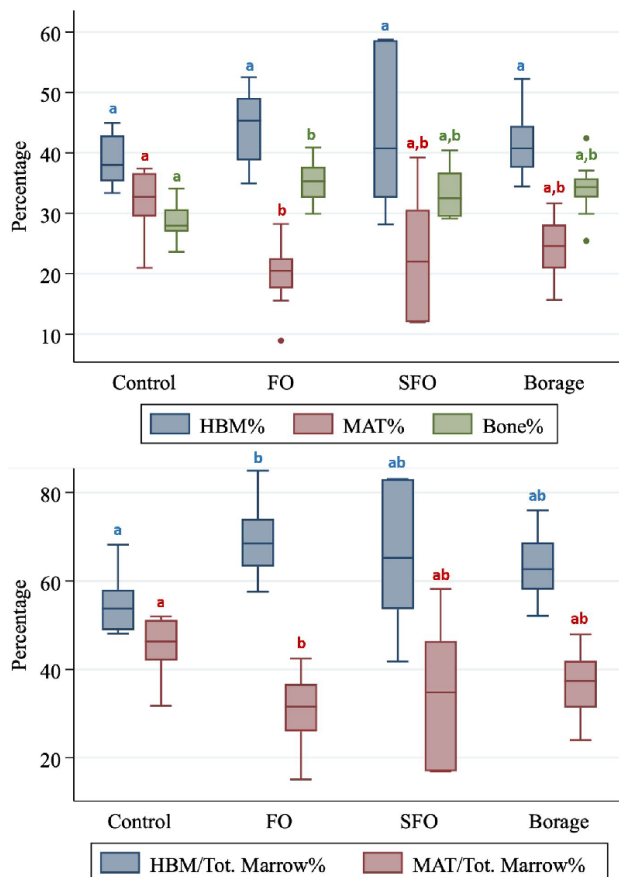 60
50
40
30
20
10
Percentage
a a a a
a b a,b a,b
a b a,b a,b
Control FO SFO Borage
HBM% MAT% Bone%
80
60
40
20
Percentage
a b ab ab
a b ab ab
Control FO SFO Borage
HBM/Tot. Marrow% MAT/Tot. Marrow%